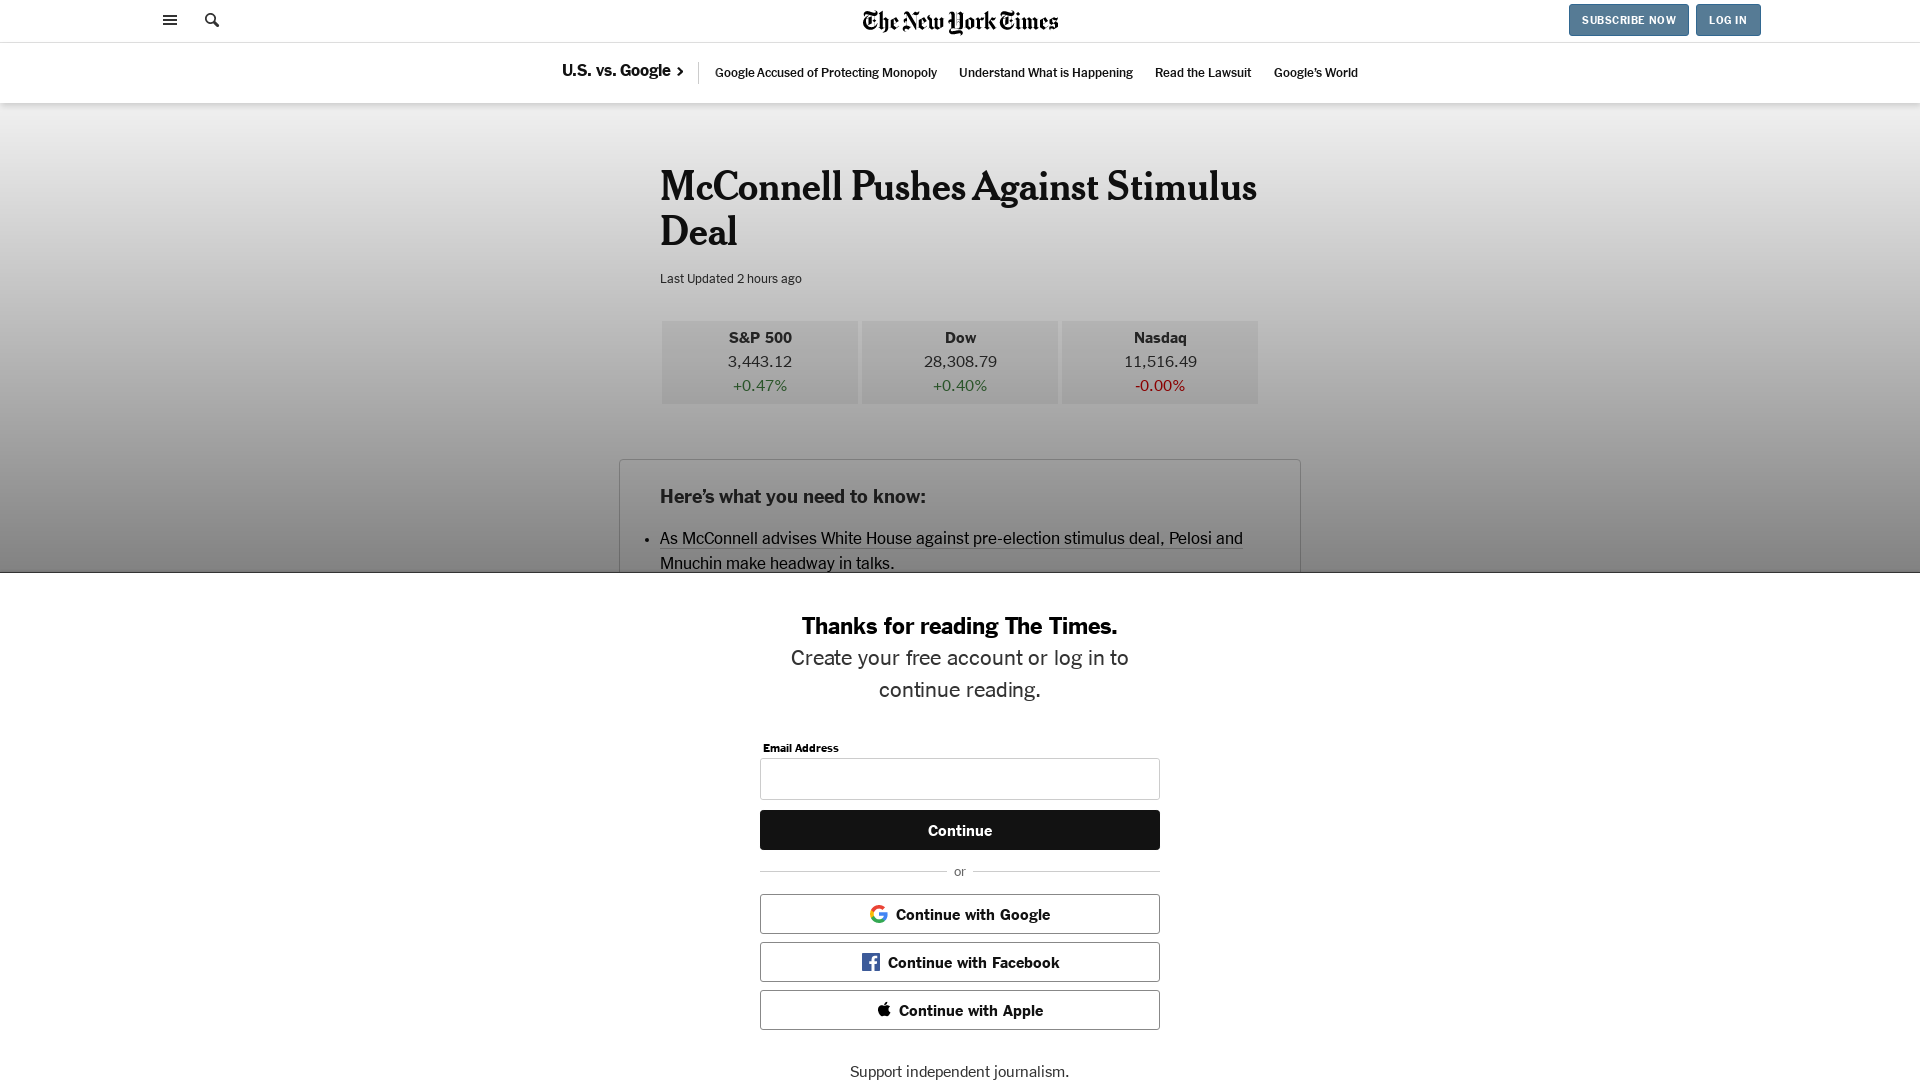 The New York Times
SUBSCRIBE NOW
LOG IN
U.S. vs. Google
Google Accused of Protecting Monopoly
Understand What is Happening
Read the Lawsuit
Google’s World
McConnell Pushes Against Stimulus
Deal
Last Updated 2 hours ago
S&P 500
3,443.12
+0.47%
Dow
28,308.79
+0.40%
Nasdaq
11,516.49
-0.00%
Here’s what you need to know:
• As McConnell advises White House against pre-election stimulus deal, Pelosi and
Mnuchin make headway in talks.
Thanks for reading The Times.
Create your free account or log in to
continue reading.
Email Address
Continue
or
Continue with Google
Continue with Facebook
Continue with Apple
Support independent journalism.